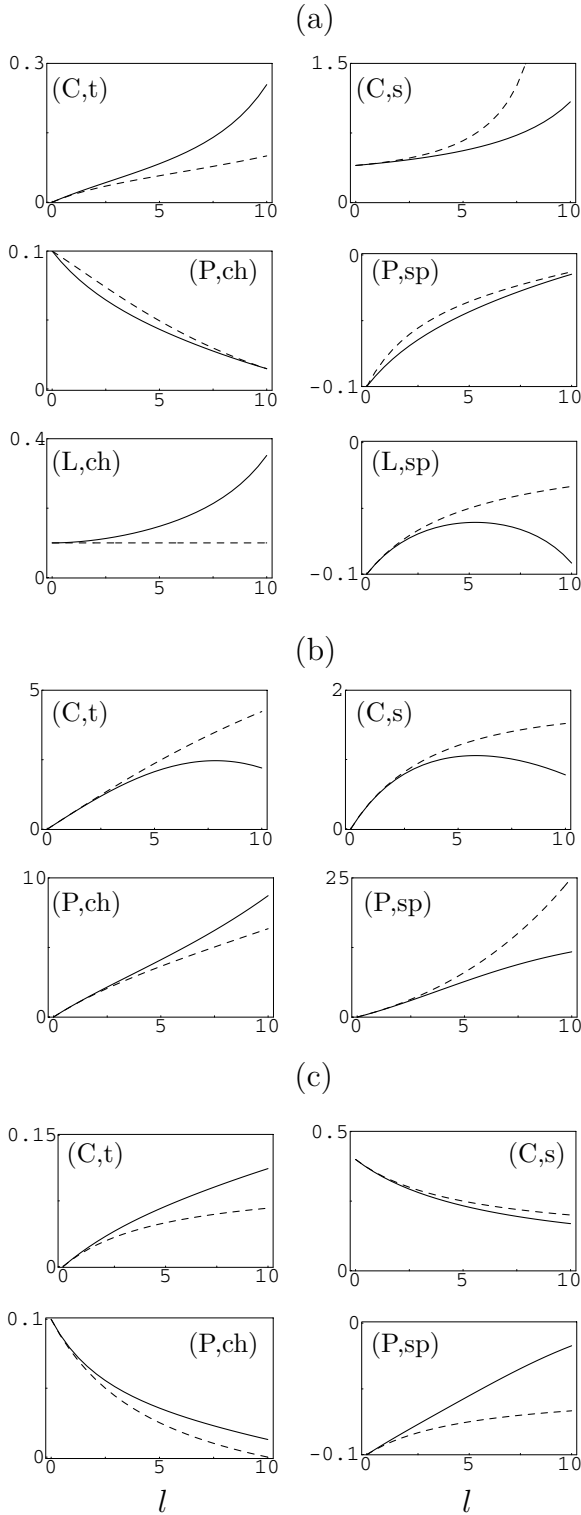 (a)
0.3 (C,t) 0 0 5 10
1.5 (C,s) 0 0 5 10
0.1 (P,ch) 0 0 5 10
0 (P,sp) -0.1 0 5 10
0.4 (L,ch) 0 0 5 10
0 (L,sp) -0.1 0 5 10
(b)
5 (C,t) 0 0 5 10
2 (C,s) 0 0 5 10
10 (P,ch) 0 0 5 10
25 (P,sp) 0 0 5 10
(c)
0.15 (C,t) 0 0 5 10
0.5 (C,s) 0 0 5 10
0.1 (P,ch) 0 0 5 10
0 (P,sp) -0.1 0 5 10
l l